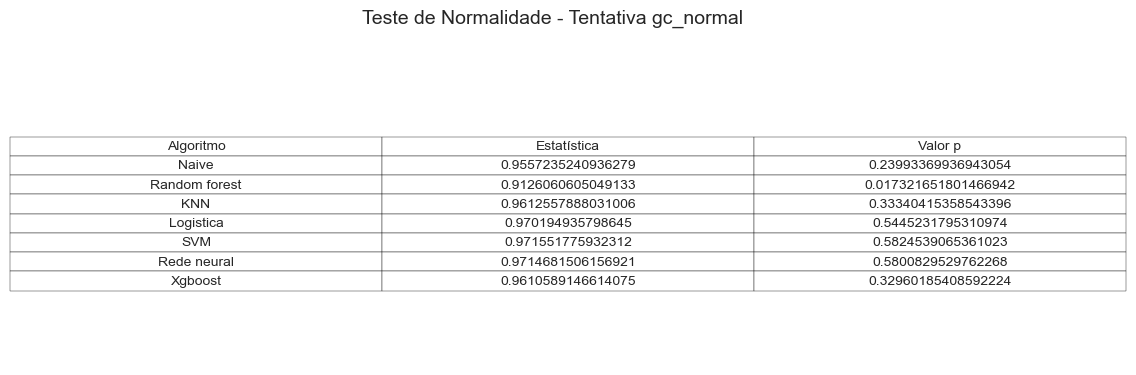 Teste de Normalidade - Tentativa gc_normal
Algoritmo Estatística Valor p
Naive 0.9557235240936279 0.23993369936943054
Random forest 0.9126060605049133 0.017321651801466942
KNN 0.9612557888031006 0.33340415358543396
Logistica 0.970194935798645 0.5445231795310974
SVM 0.971551775932312 0.5824539065361023
Rede neural 0.9714681506156921 0.5800829529762268
Xgboost 0.9610589146614075 0.32960185408592224